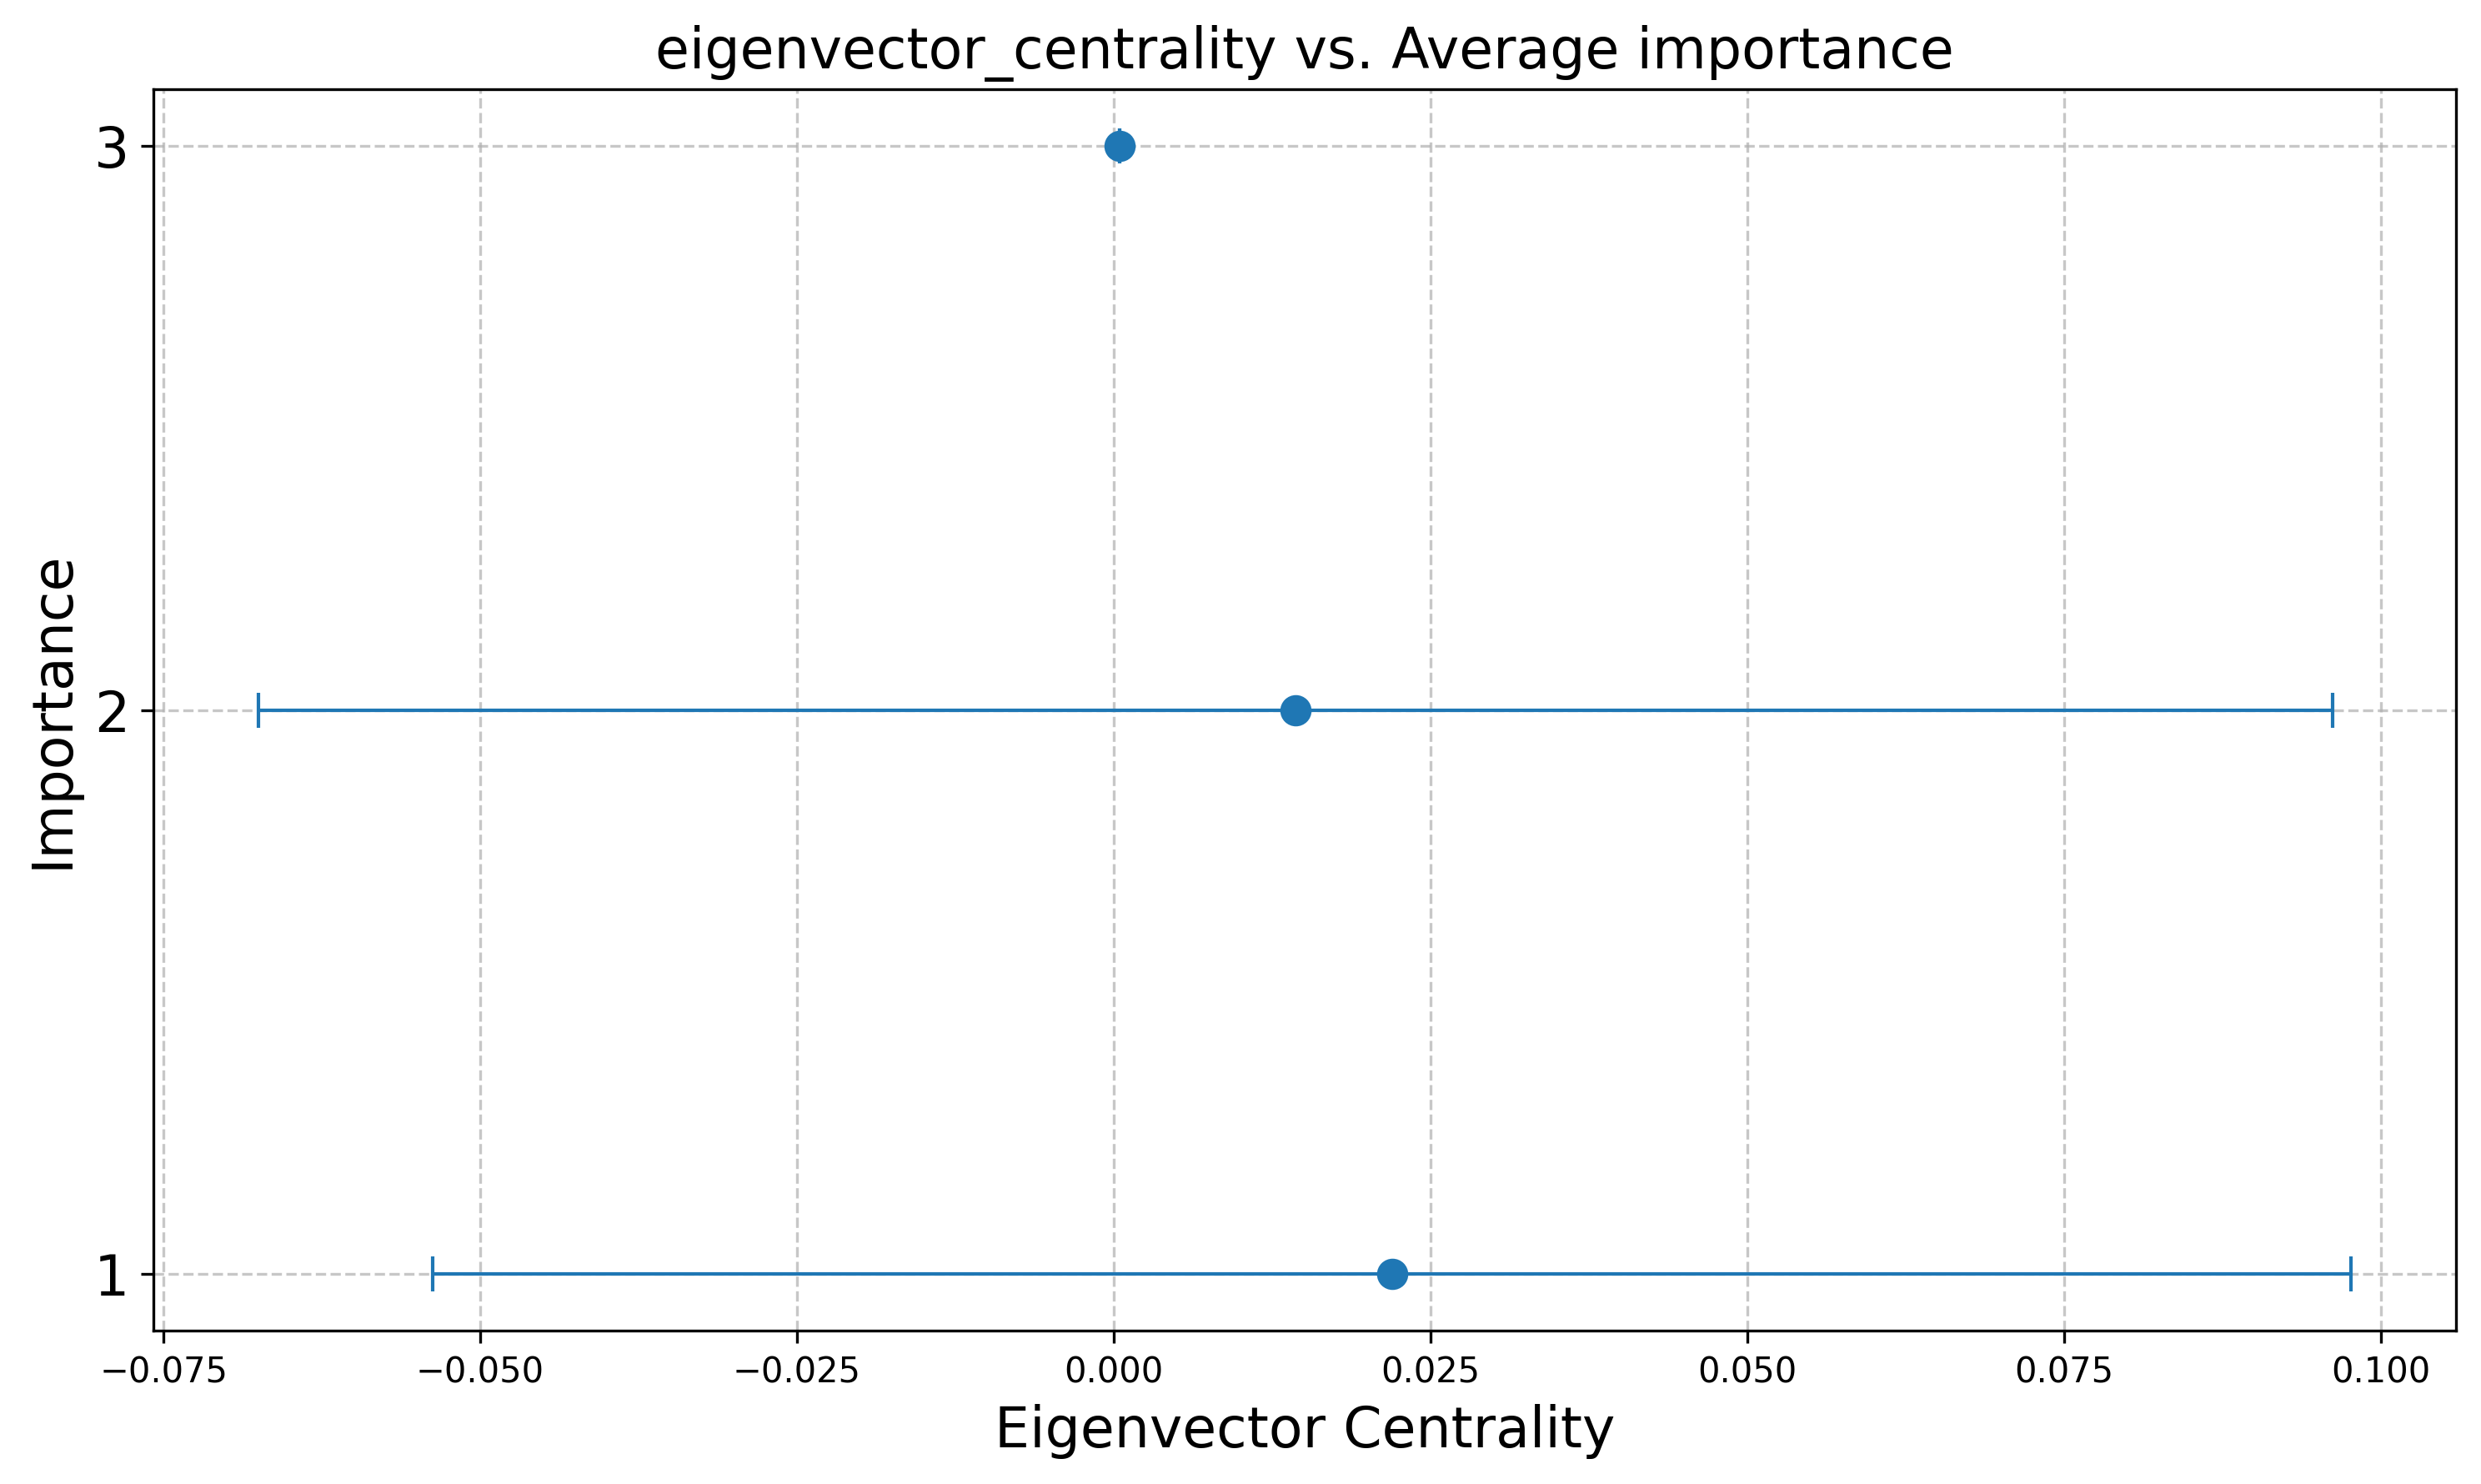 eigenvector_centrality vs. Average importance
3
2
1
Importance
−0.075 −0.050 −0.025 0.000 0.025 0.050 0.075 0.100
Eigenvector Centrality